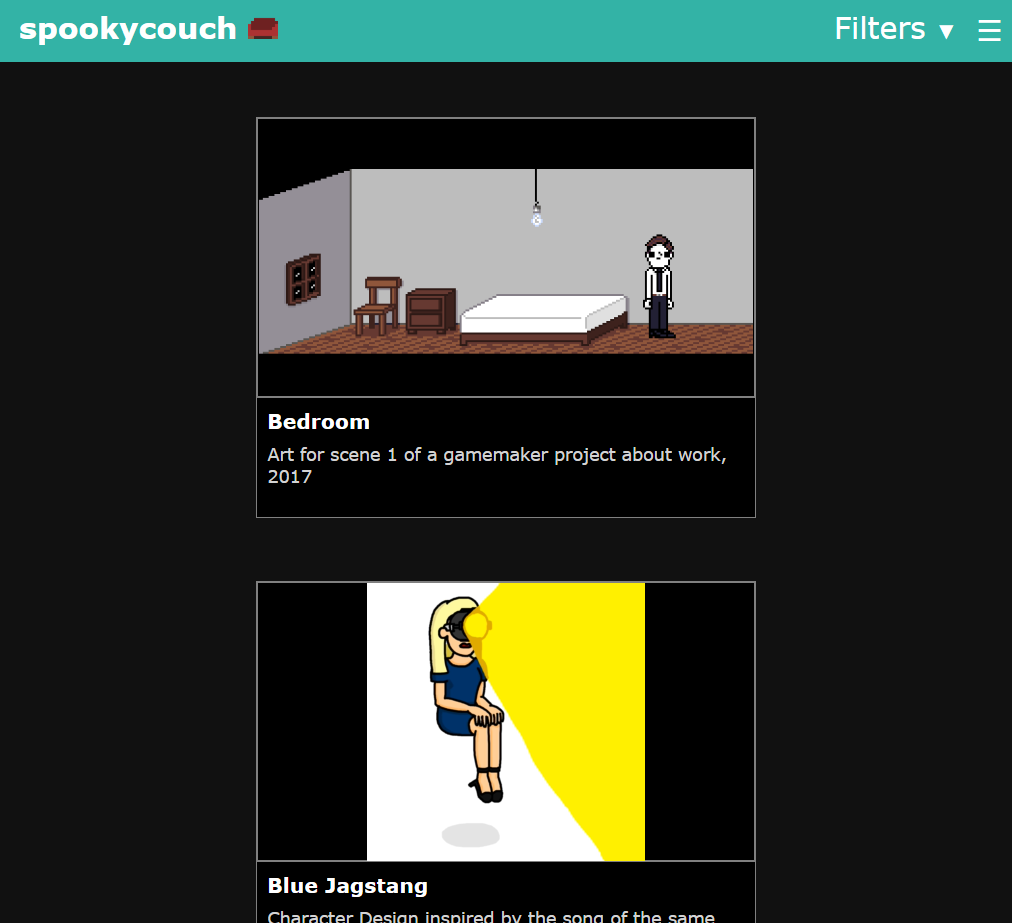 spookycouch
Filters ▼ ☰
Bedroom
Art for scene 1 of a gamemaker project about work,
2017
Blue Jagstang
Character Design inspired by the song of the same